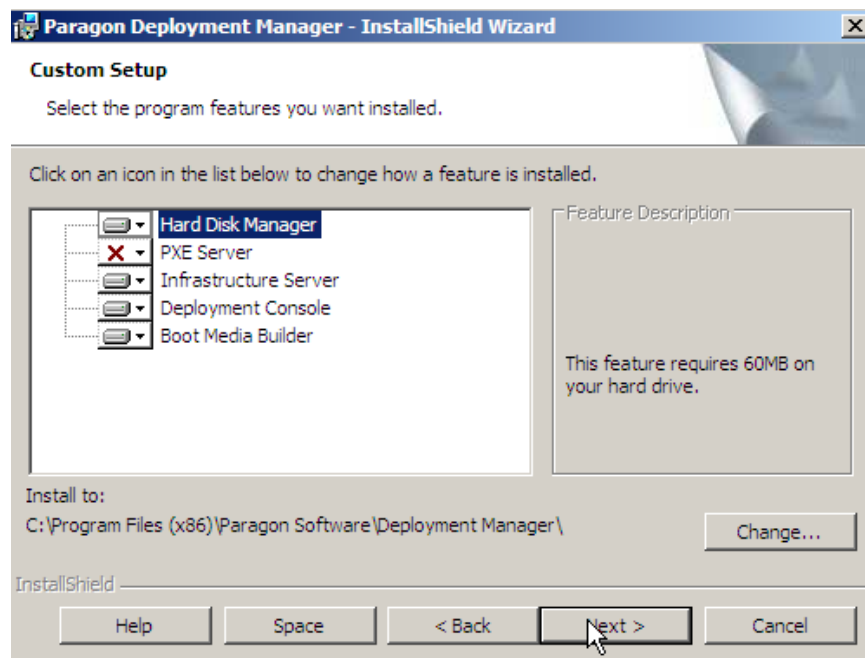 Paragon Deployment Manager - InstallShield Wizard
Custom Setup
Select the program features you want installed.
Click on an icon in the list below to change how a feature is installed.
Hard Disk Manager
PXE Server
Infrastructure Server
Deployment Console
Boot Media Builder
Feature Description
This feature requires 60MB on
your hard drive.
Install to:
C:\Program Files (x86)\Paragon Software\Deployment Manager\
Change...
InstallShield
Help
Space
< Back
Next >
Cancel